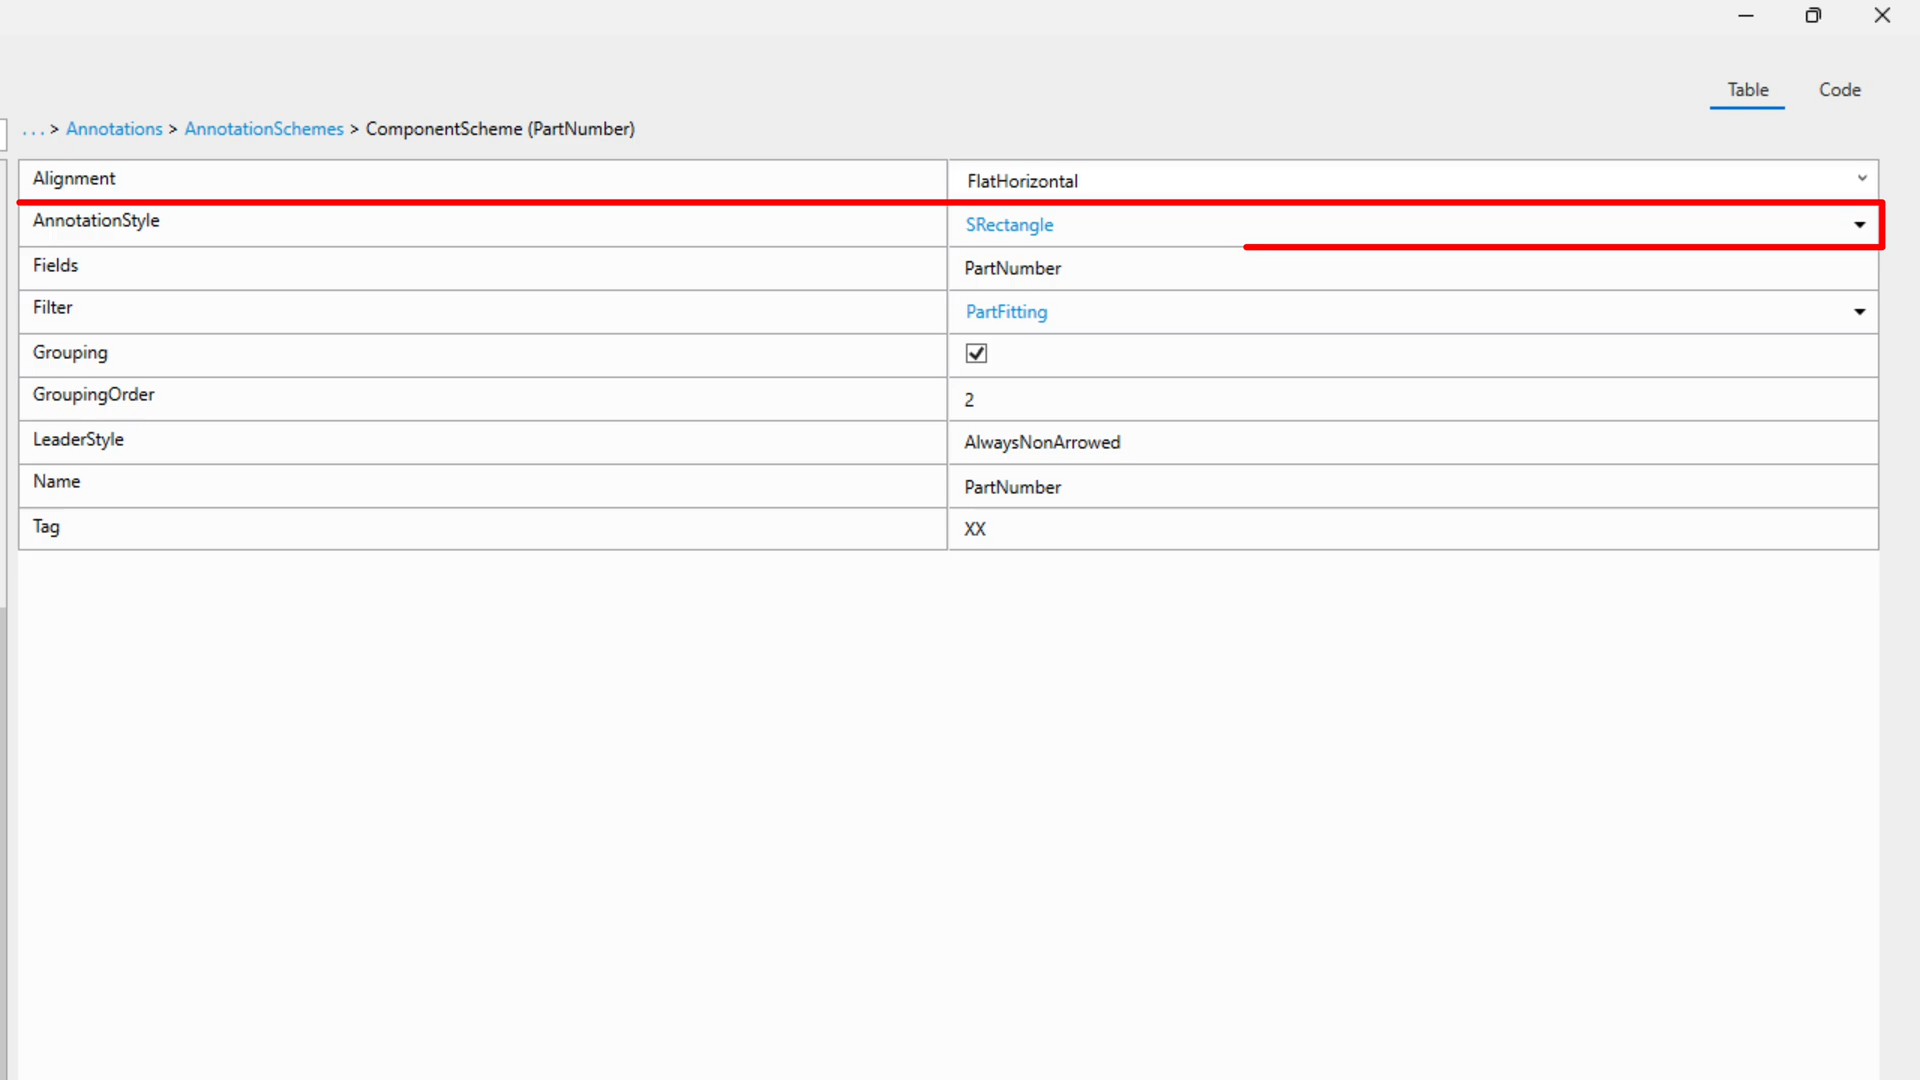 Table Code
... > Annotations > AnnotationSchemes > ComponentScheme (PartNumber)
Alignment FlatHorizontal
AnnotationStyle SRectangle
Fields PartNumber
Filter PartFitting
Grouping
GroupingOrder 2
LeaderStyle AlwaysNonArrowed
Name PartNumber
Tag XX